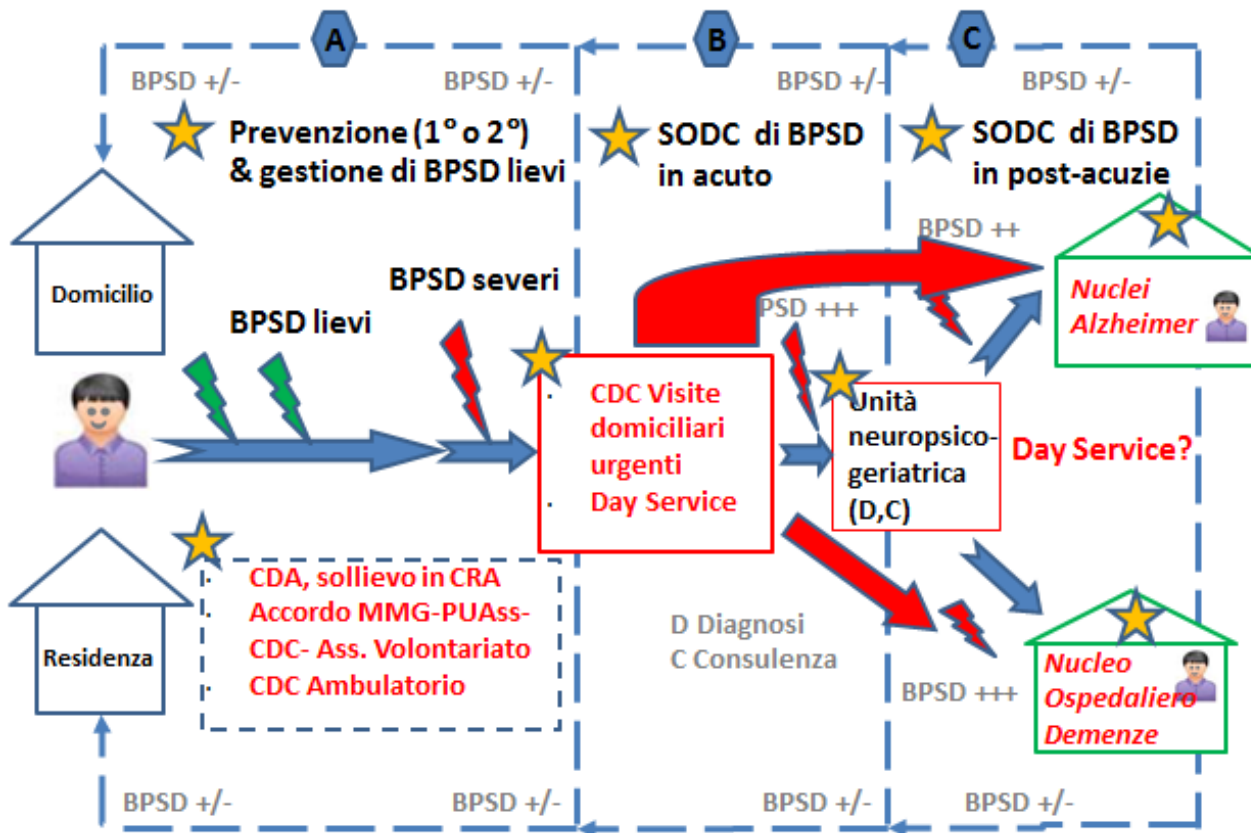 A
B
C
BPSD +/-
BPSD +/-
BPSD +/-
BPSD +/-
Prevenzione (1° o 2°)
& gestione di BPSD lievi
SODC di BPSD
in acuto
SODC di BPSD
in post-acuzie
Domicilio
BPSD lievi
BPSD severi
BPSD ++
PSD +++
Nuclei
Alzheimer
· CDC Visite
domiciliari
urgenti
· Day Service
Unità
neuropsico-
geriatrica
(D,C)
Day Service?
Residenza
· CDA, sollievo in CRA
· Accordo MMG-PUAss-
· CDC- Ass. Volontariato
· CDC Ambulatorio
D Diagnosi
C Consulenza
BPSD +++
Nucleo
Ospedaliero
Demenze
BPSD +/-
BPSD +/-
BPSD +/-